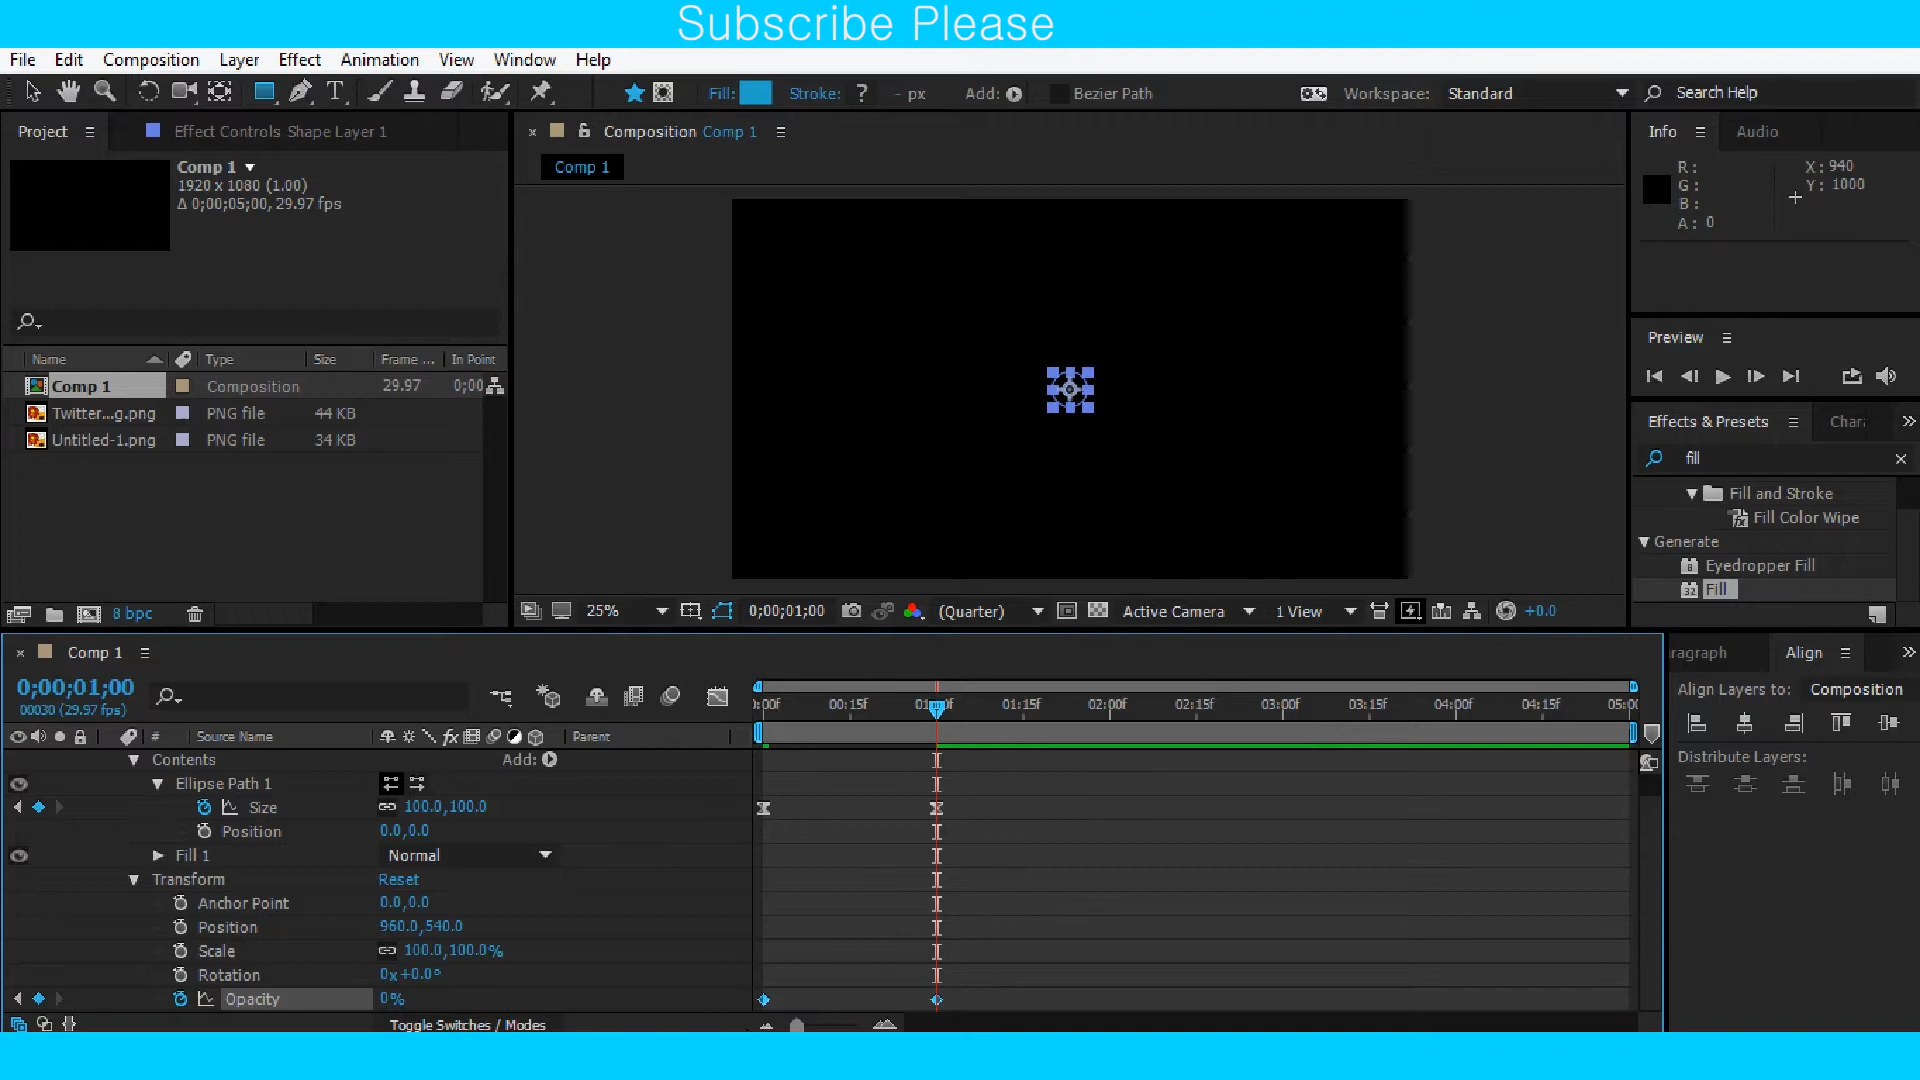 Subscribe Please
File Edit Composition Layer Effect Animation View Window Help
Fill: Stroke: ? - px Add: Bezier Path Workspace: Standard Search Help
Project Effect Controls Shape Layer 1
Comp 1
1920 x 1080 (1.00)
Δ 0;00;05;00, 29.97 fps
Name Type Size Frame ... In Point
Comp 1 Composition 29.97 0;00
Twitter...g.png PNG file 44 KB
Untitled-1.png PNG file 34 KB
8 bpc
Composition Comp 1
Comp 1
25% 0;00;01;00 (Quarter) Active Camera 1 View +0.0
Info Audio
R: X: 940
G: Y: 1000
B:
A: 0
Preview
Effects & Presets Chara
fill
Fill and Stroke
Fill Color Wipe
Generate
Eyedropper Fill
32 Fill
Comp 1
0;00;01;00
00030 (29.97 fps)
):00f 00:15f 01:00f 01:15f 02:00f 02:15f 03:00f 03:15f 04:00f 04:15f 05:00
# Source Name fx Parent
Contents Add:
Ellipse Path 1
Size 100.0,100.0
Position 0.0,0.0
Fill 1 Normal
Transform Reset
Anchor Point 0.0,0.0
Position 960.0,540.0
Scale 100.0,100.0%
Rotation 0x+0.0°
Opacity 0%
Toggle Switches / Modes
ragraph Align
Align Layers to: Composition
Distribute Layers: